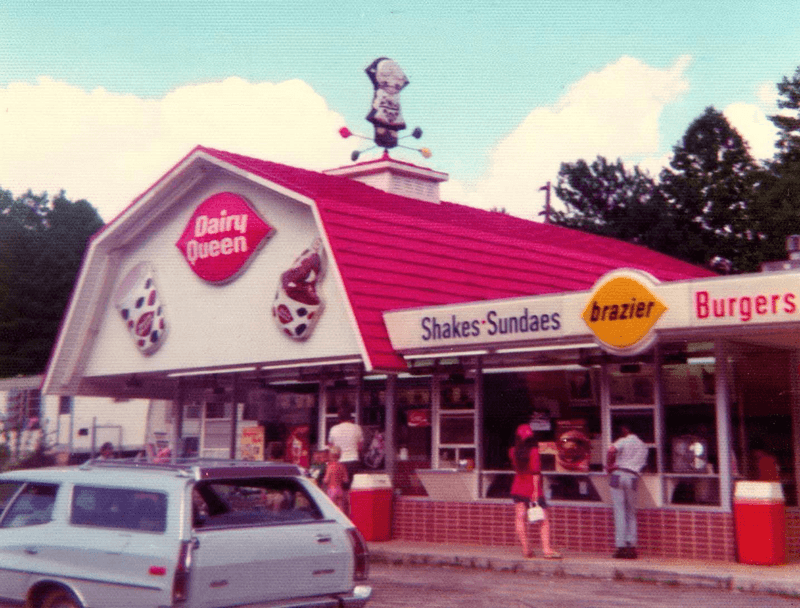 Dairy
Queen
Shakes·Sundaes
brazier
Burgers